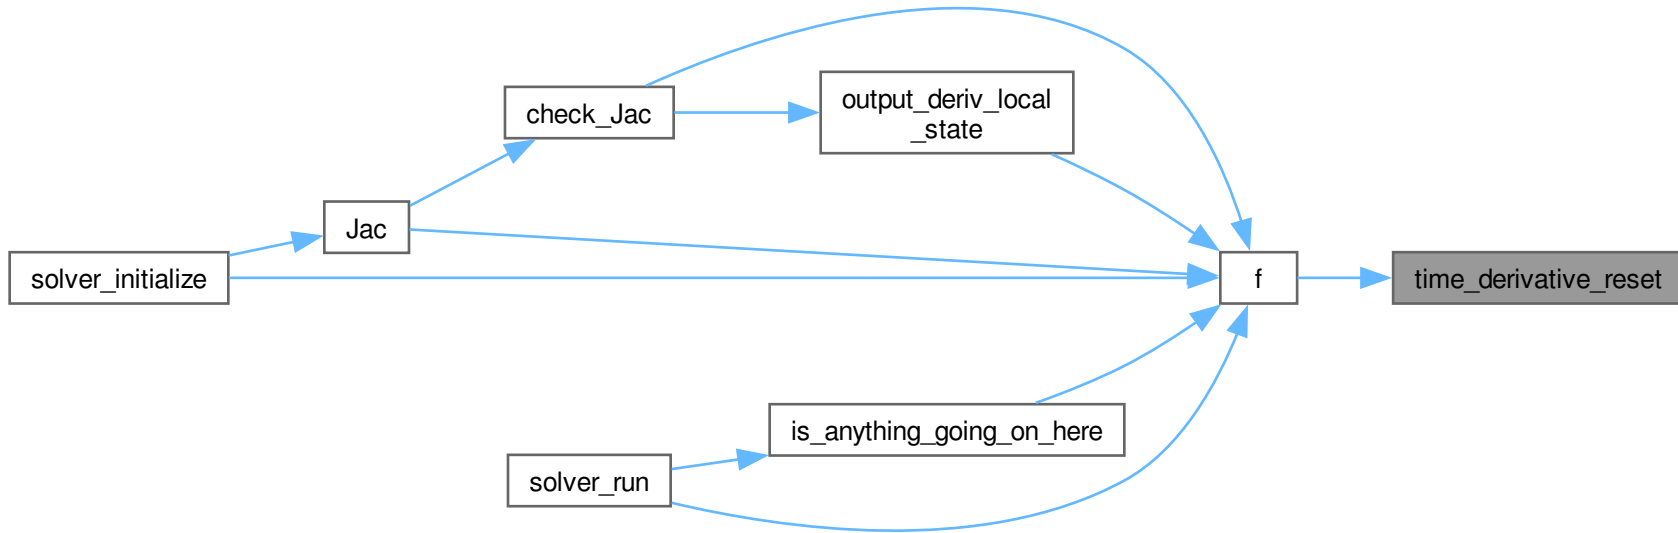 check_Jac
output_deriv_local
_state
Jac
solver_initialize
f
time_derivative_reset
is_anything_going_on_here
solver_run